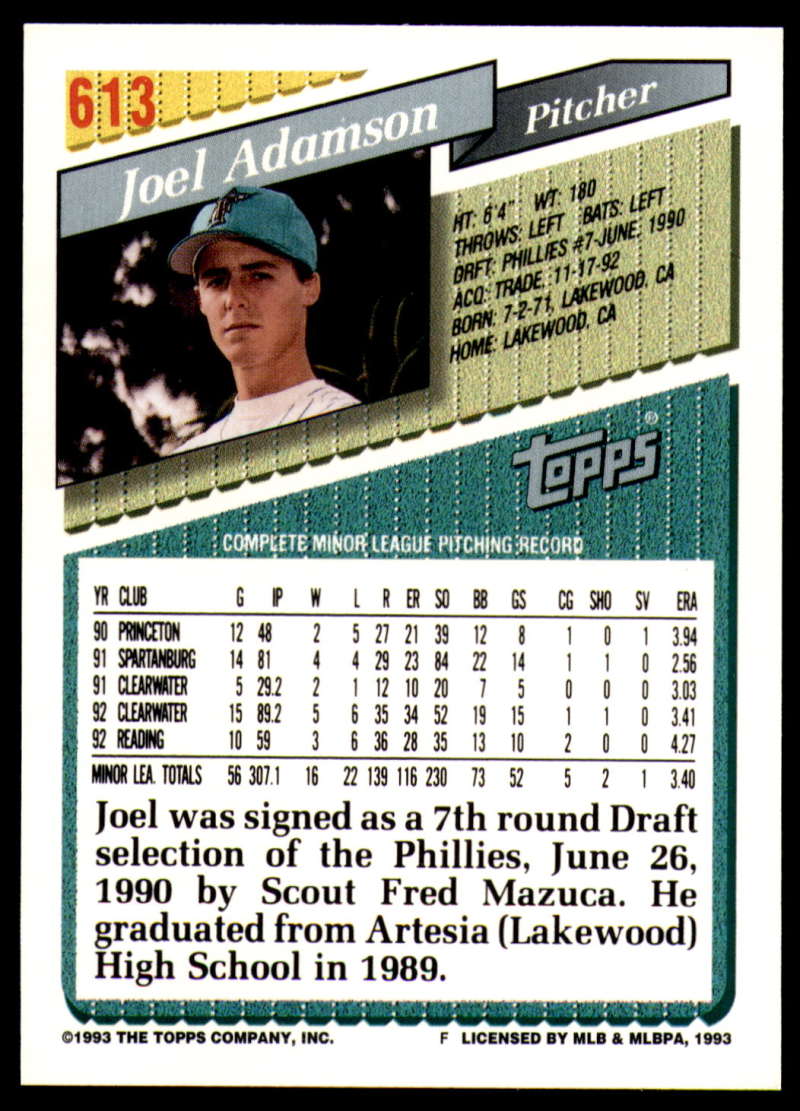 613
Joel Adamson
Pitcher
F
HT: 6'4" WT: 180
THROWS: LEFT BATS: LEFT
DRFT: PHILLIES #7-JUNE, 1990
ACQ: TRADE, 11-17-92
BORN: 7-2-71, LAKEWOOD, CA
HOME: LAKEWOOD, CA
topps®
COMPLETE MINOR LEAGUE PITCHING RECORD
YR CLUB G IP W L R ER SO BB GS CG SHO SV ERA
90 PRINCETON 12 48 2 5 27 21 39 12 8 1 0 1 3.94
91 SPARTANBURG 14 81 4 4 29 23 84 22 14 1 1 0 2.56
91 CLEARWATER 5 29.2 2 1 12 10 20 7 5 0 0 0 3.03
92 CLEARWATER 15 89.2 5 6 35 34 52 19 15 1 1 0 3.41
92 READING 10 59 3 6 36 28 35 13 10 2 0 0 4.27
MINOR LEA. TOTALS 56 307.1 16 22 139 116 230 73 52 5 2 1 3.40
Joel was signed as a 7th round Draft
selection of the Phillies, June 26,
1990 by Scout Fred Mazuca. He
graduated from Artesia (Lakewood)
High School in 1989.
©1993 THE TOPPS COMPANY, INC. F LICENSED BY MLB & MLBPA, 1993